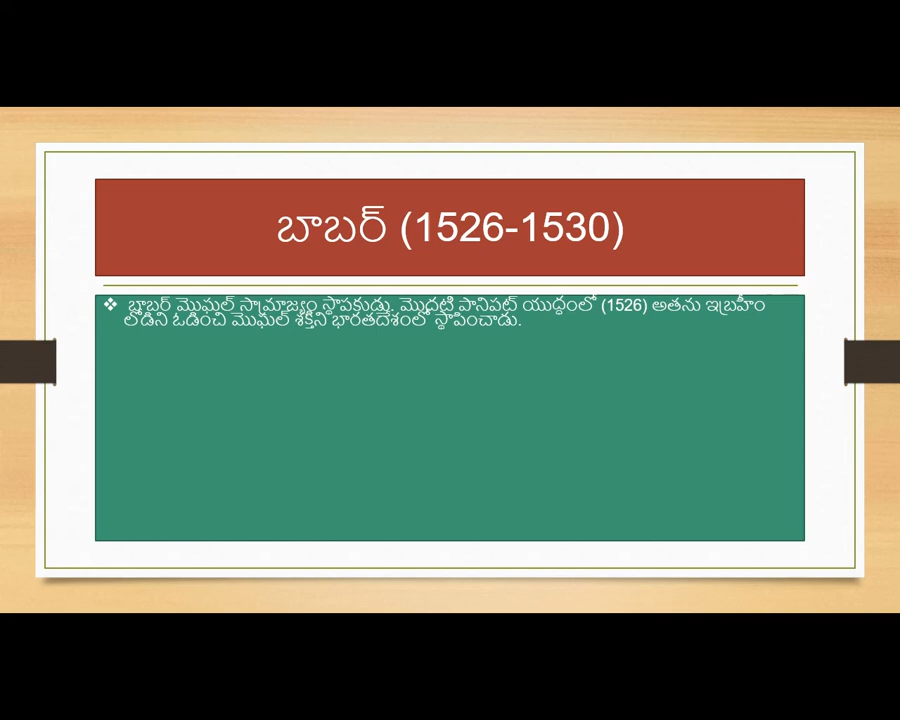 బాబర్ (1526-1530)
❖ బాబర్ మొఘల్ సామ్రాజ్యం స్థాపకుడు. మొదటి పానిపట్ యుద్ధంలో (1526) అతను ఇబ్రహీం
లోడిని ఓడించి మొఘల్ శక్తిని భారతదేశంలో స్థాపించాడు.